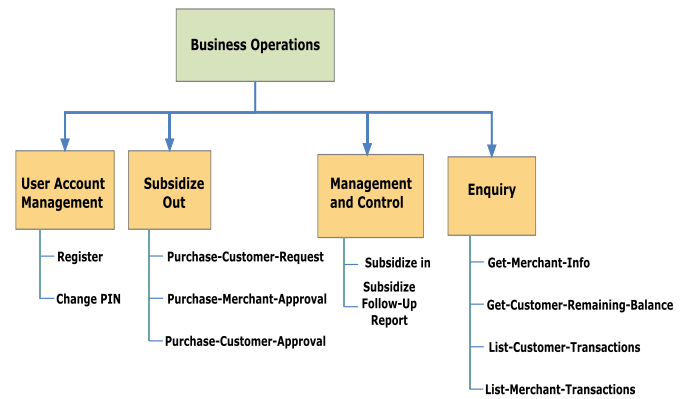 Business Operations
User Account
Management
Register
Change PIN
Subsidize
Out
Purchase-Customer-Request
Purchase-Merchant-Approval
Purchase-Customer-Approval
Management
and Control
Subsidize in
Subsidize
Follow-Up
Report
Enquiry
Get-Merchant-Info
Get-Customer-Remaining-Balance
List-Customer-Transactions
List-Merchant-Transactions